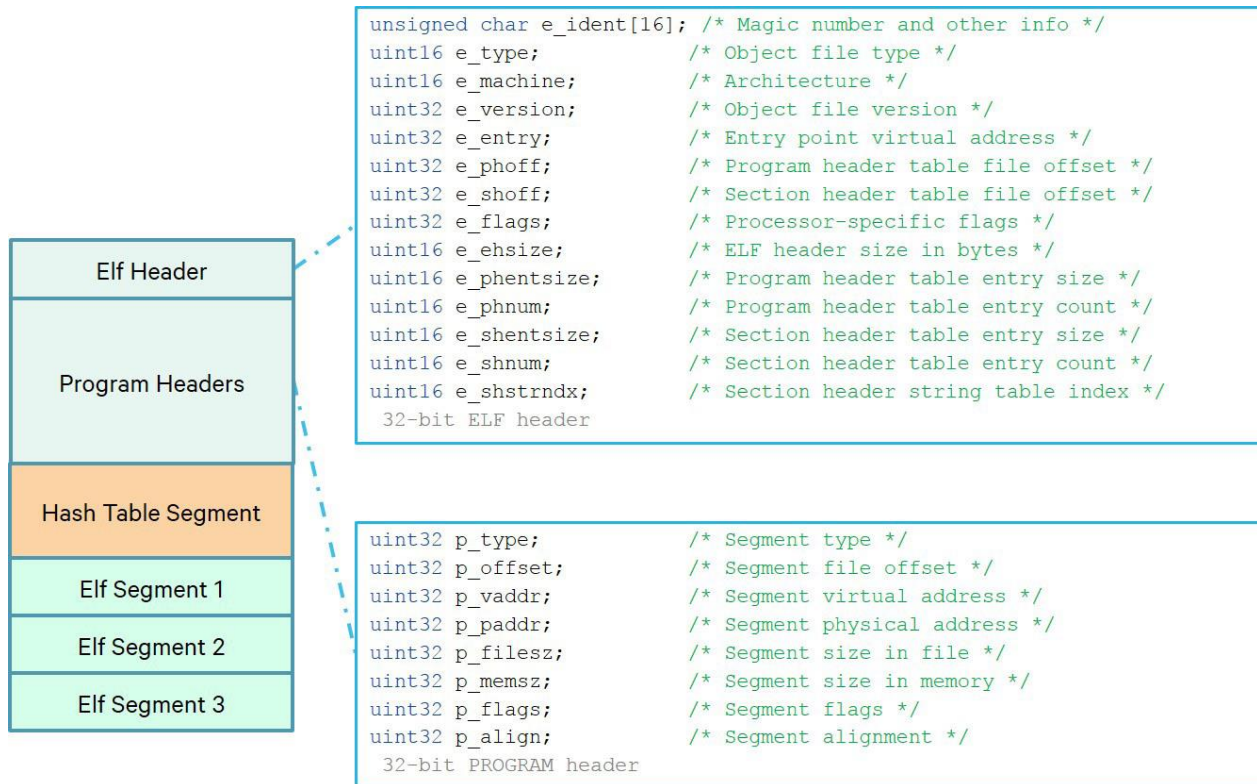 unsigned char e_ident[16]; /* Magic number and other info */
uint16 e_type; /* Object file type */
uint16 e_machine; /* Architecture */
uint32 e_version; /* Object file version */
uint32 e_entry; /* Entry point virtual address */
uint32 e_phoff; /* Program header table file offset */
uint32 e_shoff; /* Section header table file offset */
uint32 e_flags; /* Processor-specific flags */
uint16 e_ehsize; /* ELF header size in bytes */
uint16 e_phentsize; /* Program header table entry size */
uint16 e_phnum; /* Program header table entry count */
uint16 e_shentsize; /* Section header table entry size */
uint16 e_shnum; /* Section header table entry count */
uint16 e_shstrndx; /* Section header string table index */
32-bit ELF header
Elf Header
Program Headers
Hash Table Segment
Elf Segment 1
Elf Segment 2
Elf Segment 3
uint32 p_type; /* Segment type */
uint32 p_offset; /* Segment file offset */
uint32 p_vaddr; /* Segment virtual address */
uint32 p_paddr; /* Segment physical address */
uint32 p_filesz; /* Segment size in file */
uint32 p_memsz; /* Segment size in memory */
uint32 p_flags; /* Segment flags */
uint32 p_align; /* Segment alignment */
32-bit PROGRAM header